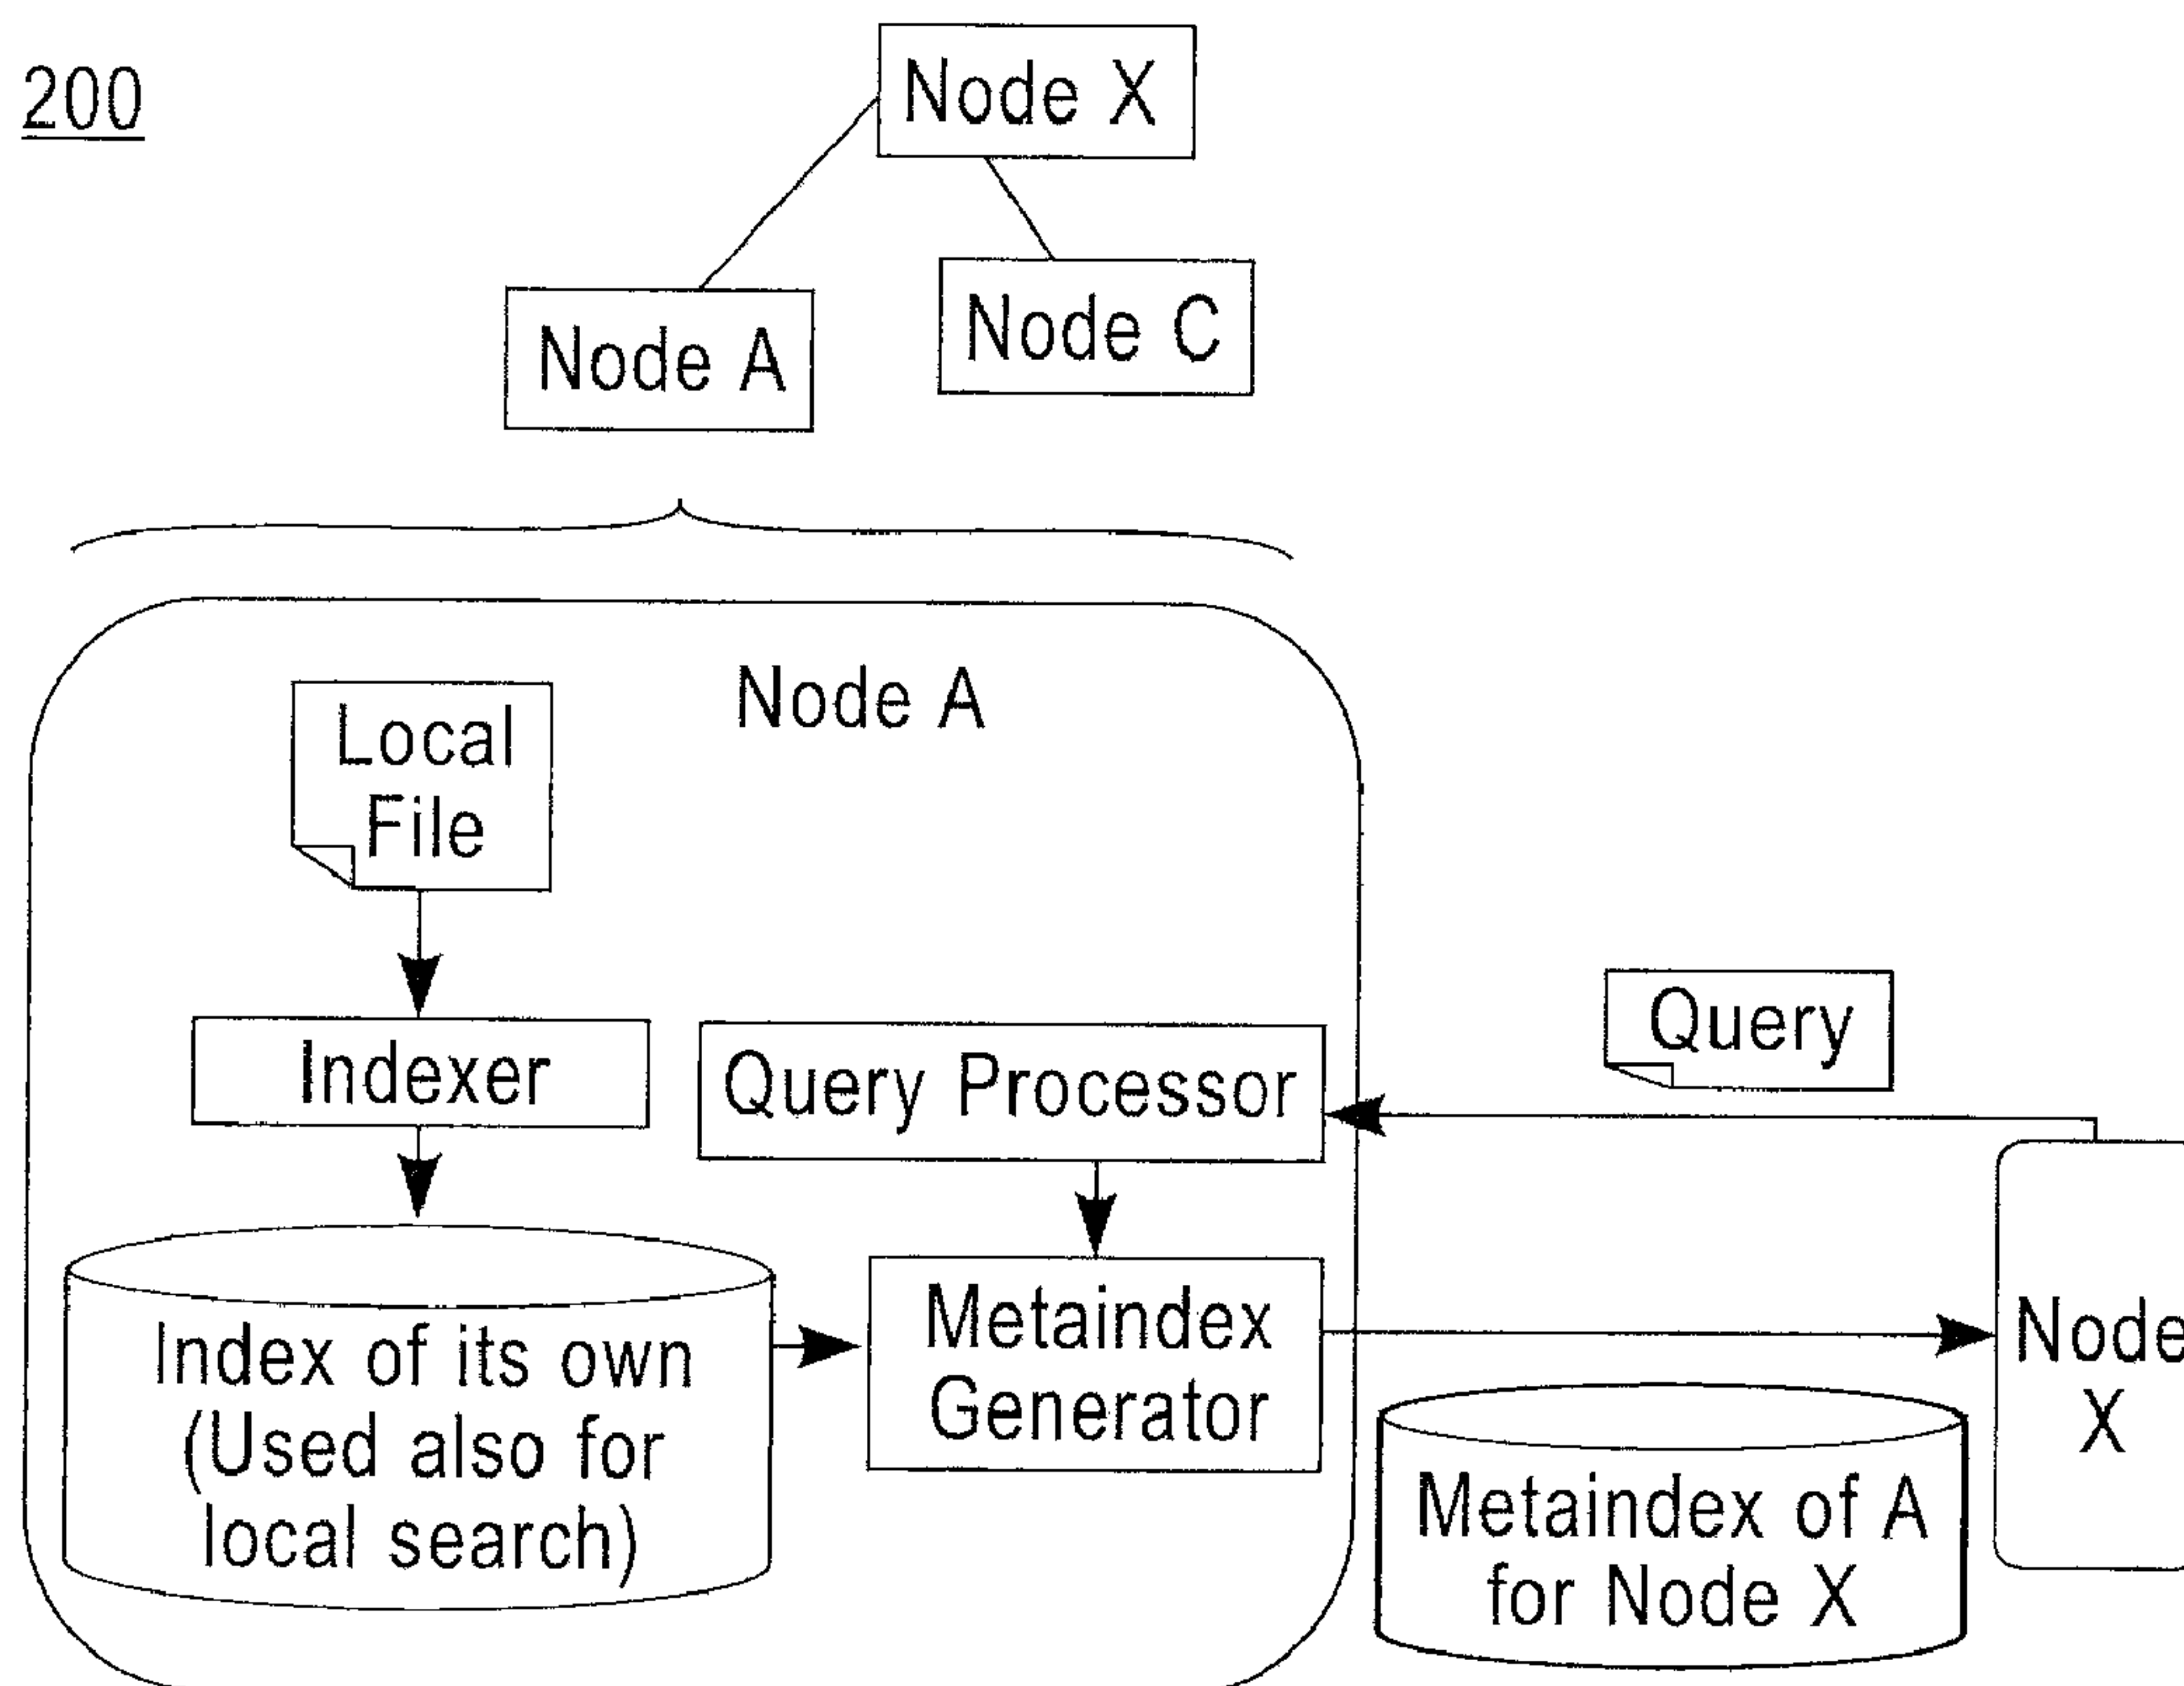 200
Node X
Node A
Node C
Node A
Local
File
Indexer
Query Processor
Query
Index of its own
(Used also for
local search)
Metaindex
Generator
Node
X
Metaindex of A
for Node X